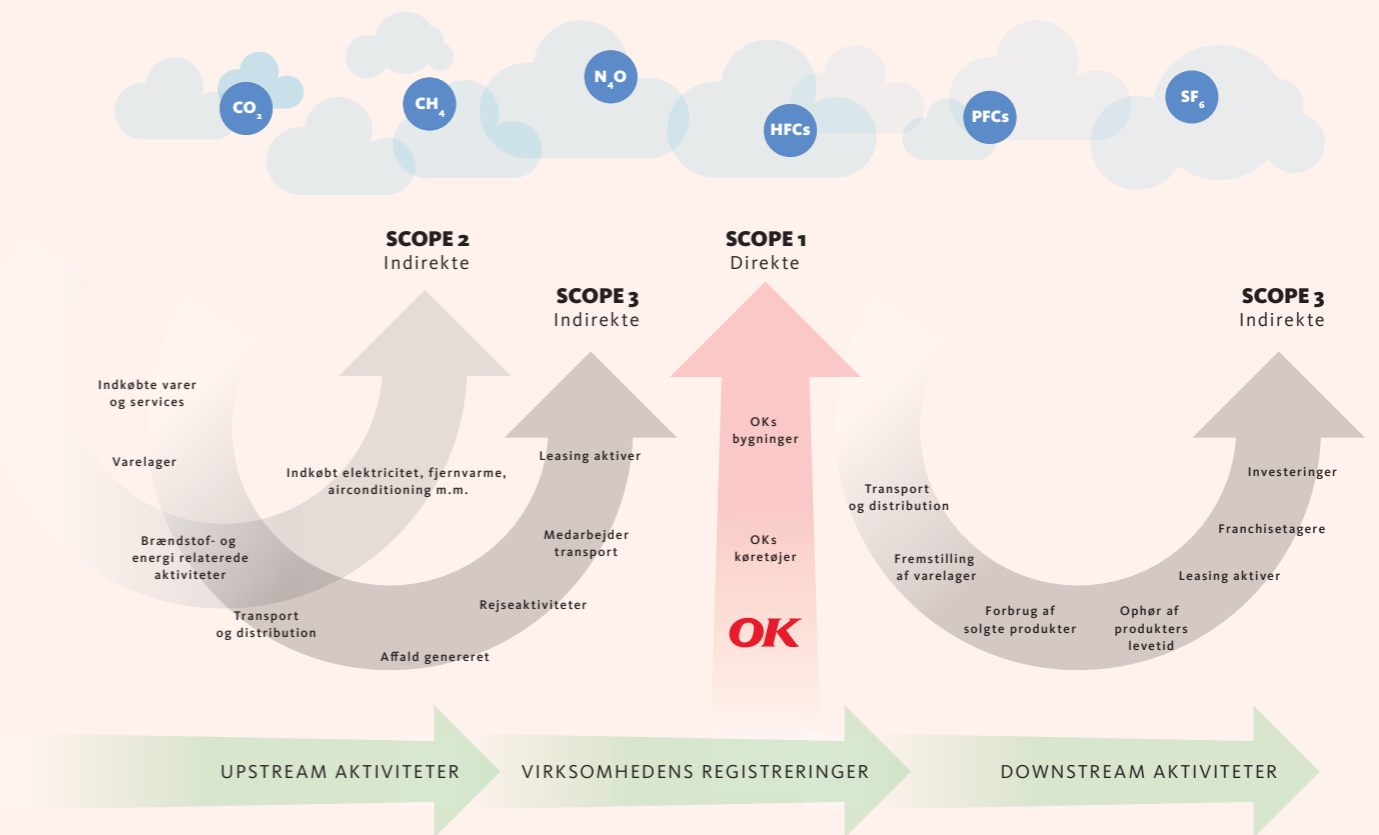 CO₂
CH₄
N₄O
HFCs
PFCs
SF₆
SCOPE 2
Indirekte
SCOPE 3
Indirekte
SCOPE 1
Direkte
SCOPE 3
Indirekte
Indkøbte varer
og services
Varelager
Brændstof- og
energi relaterede
aktiviteter
Transport
og distribution
Affald genereret
Rejseaktiviteter
Medarbejder
transport
Leasing aktiver
Indkøbt elektricitet, fjernvarme,
airconditioning m.m.
OKs
bygninger
OKs
køretøjer
OK
Transport
og distribution
Fremstilling
af varelager
Forbrug af
solgte produkter
Ophør af
produkters
levetid
Leasing aktiver
Franchisetagere
Investeringer
UPSTREAM AKTIVITETER
VIRKSOMHEDENS REGISTRERINGER
DOWNSTREAM AKTIVITETER